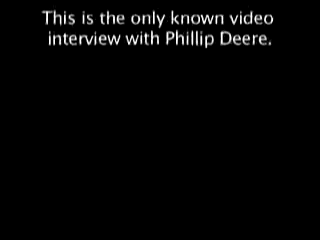 This is the only known video
interview with Phillip Deere.